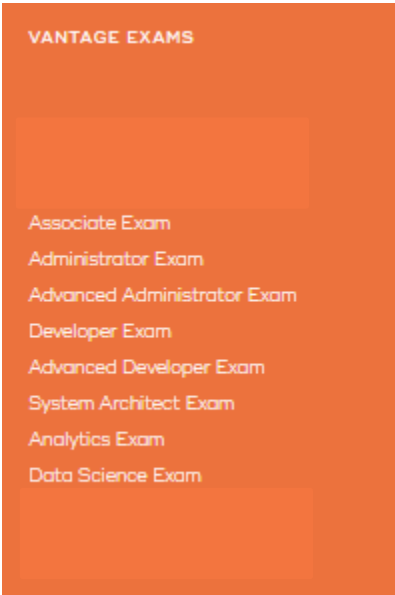 VANTAGE EXAMS
Associate Exam
Administrator Exam
Advanced Administrator Exam
Developer Exam
Advanced Developer Exam
System Architect Exam
Analytics Exam
Data Science Exam